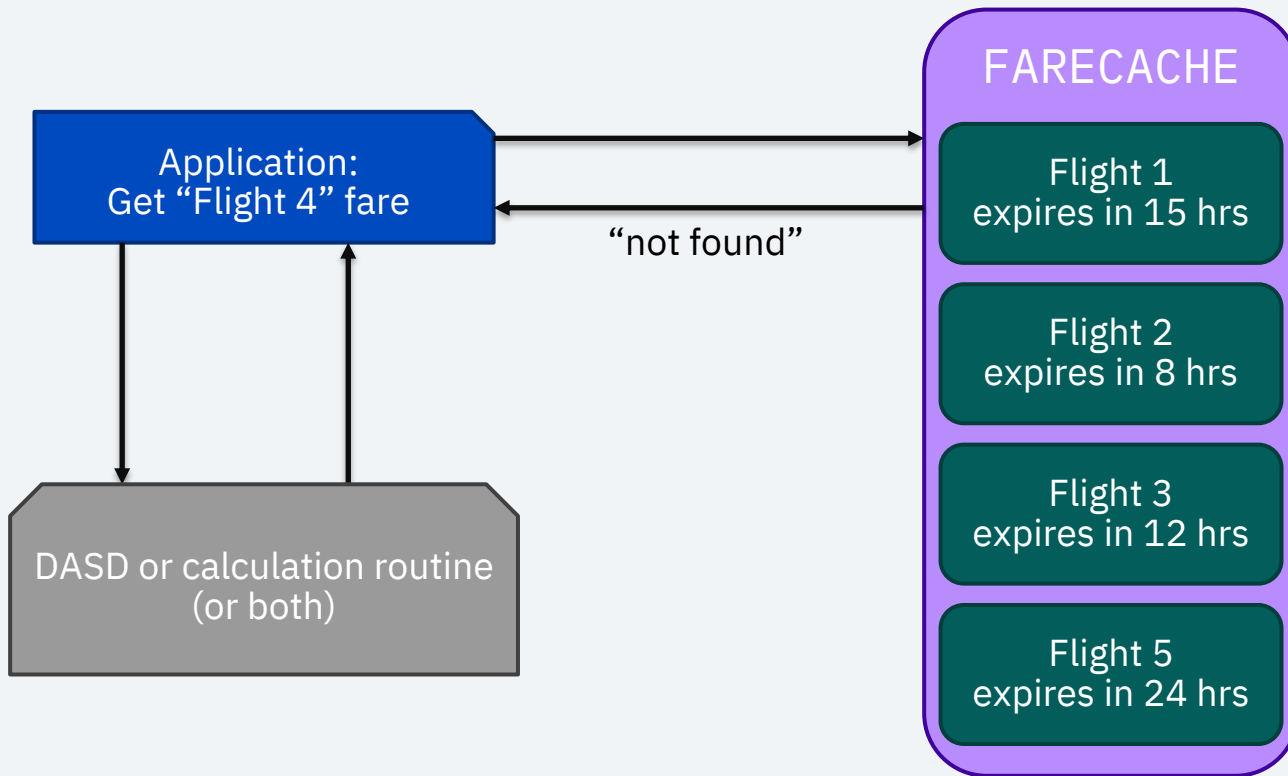 FARECACHE
Application:
Get “Flight 4” fare
“not found”
Flight 1
expires in 15 hrs
Flight 2
expires in 8 hrs
Flight 3
expires in 12 hrs
Flight 5
expires in 24 hrs
DASD or calculation routine
(or both)